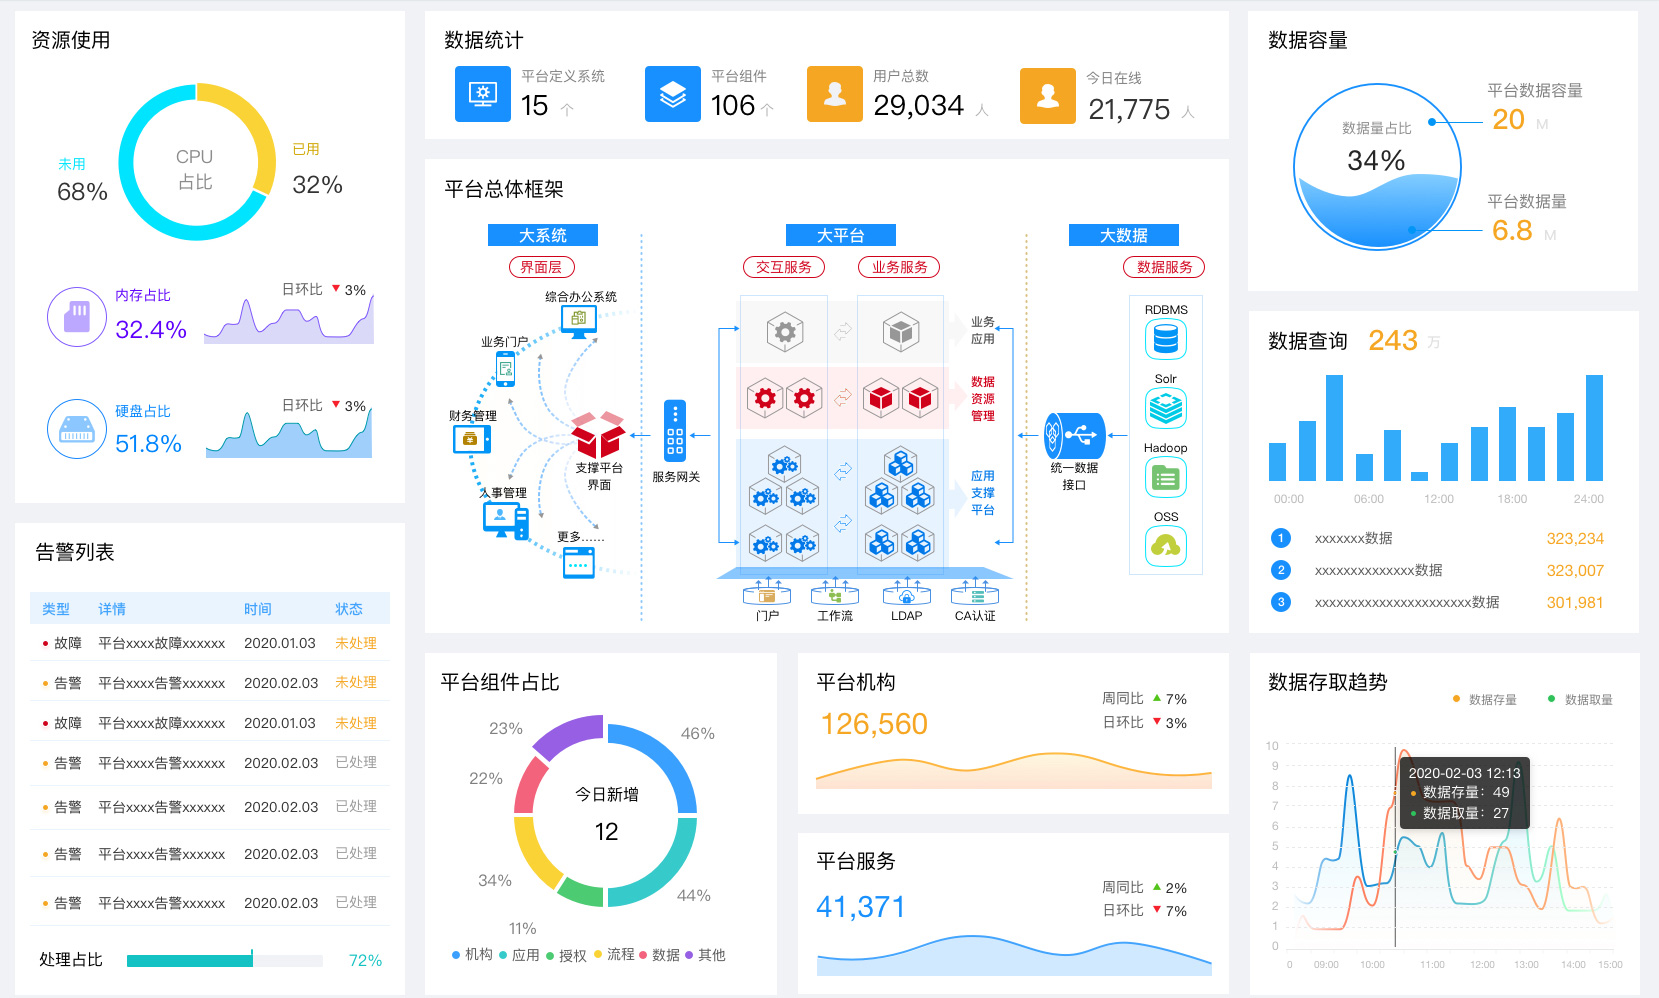 资源使用
CPU
占比
未用
68%
已用
32%
内存占比
32.4%
日环比 3%
硬盘占比
51.8%
日环比 3%
告警列表
类型 详情 时间 状态
故障 平台xxxx故障xxxxxx 2020.01.03 未处理
告警 平台xxxx告警xxxxxx 2020.02.03 未处理
故障 平台xxxx故障xxxxxx 2020.01.03 未处理
告警 平台xxxx告警xxxxxx 2020.02.03 已处理
告警 平台xxxx告警xxxxxx 2020.02.03 已处理
告警 平台xxxx告警xxxxxx 2020.02.03 已处理
告警 平台xxxx告警xxxxxx 2020.02.03 已处理
处理占比 72%
数据统计
平台定义系统
15 个
平台组件
106 个
用户总数
29,034 人
今日在线
21,775 人
平台总体框架
大系统
大平台
大数据
界面层
交互服务
业务服务
数据服务
综合办公系统
业务门户
财务管理
人事管理
更多......
支撑平台
界面
服务网关
业务
应用
数据
资源
管理
应用
支撑
平台
门户
工作流
LDAP
CA认证
统一数据
接口
RDBMS
Solr
Hadoop
OSS
平台组件占比
23%
46%
22%
34%
11%
44%
今日新增
12
机构 应用 授权 流程 数据 其他
平台机构
126,560
周同比 7%
日环比 3%
平台服务
41,371
周同比 2%
日环比 7%
数据容量
数据量占比
34%
平台数据容量
20 M
平台数据量
6.8 M
数据查询 243 万
00:00 06:00 12:00 18:00 24:00
1 xxxxxxx数据 323,234
2 xxxxxxxxxxxxxx数据 323,007
3 xxxxxxxxxxxxxxxxxxxxxx数据 301,981
数据存取趋势
数据存量 数据取量
10
9
8
7
6
5
4
3
2
1
0
2020-02-03 12:13
数据存量：49
数据取量：27
0 09:00 10:00 11:00 12:00 13:00 14:00 15:00